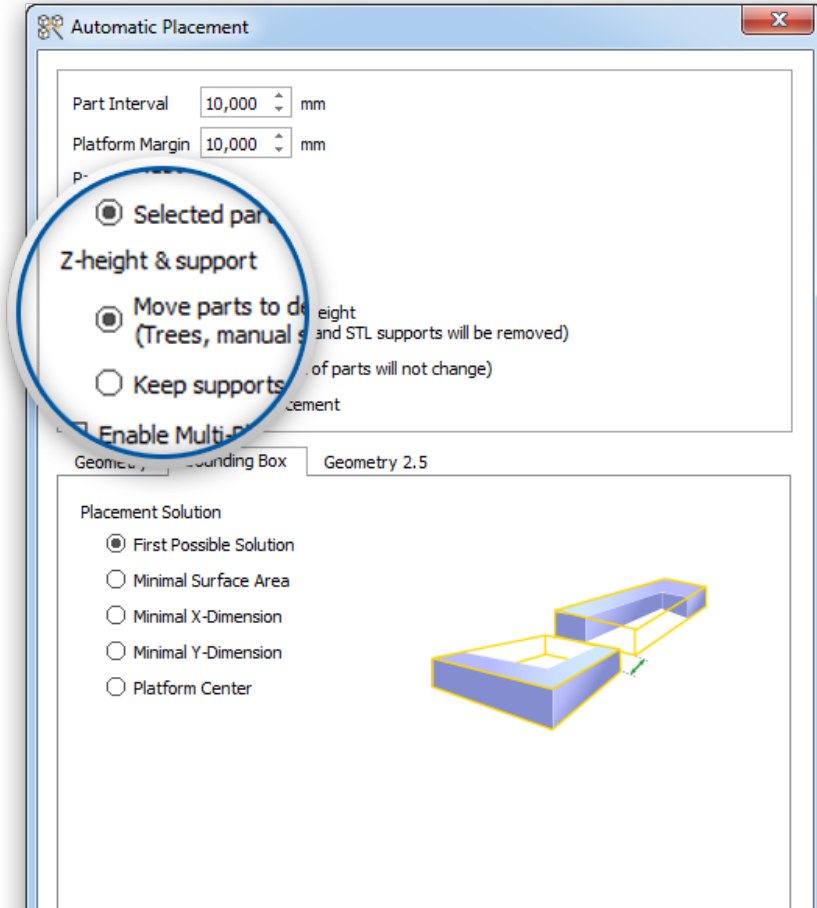 Automatic Placement
Part Interval 10,000 mm
Platform Margin 10,000 mm
Selected part
Z-height & support
Move parts to de eight
(Trees, manual s and STL supports will be removed)
Keep supports of parts will not change)
cement
Enable Multi-P
Geometry Bounding Box Geometry 2.5
Placement Solution
First Possible Solution
Minimal Surface Area
Minimal X-Dimension
Minimal Y-Dimension
Platform Center